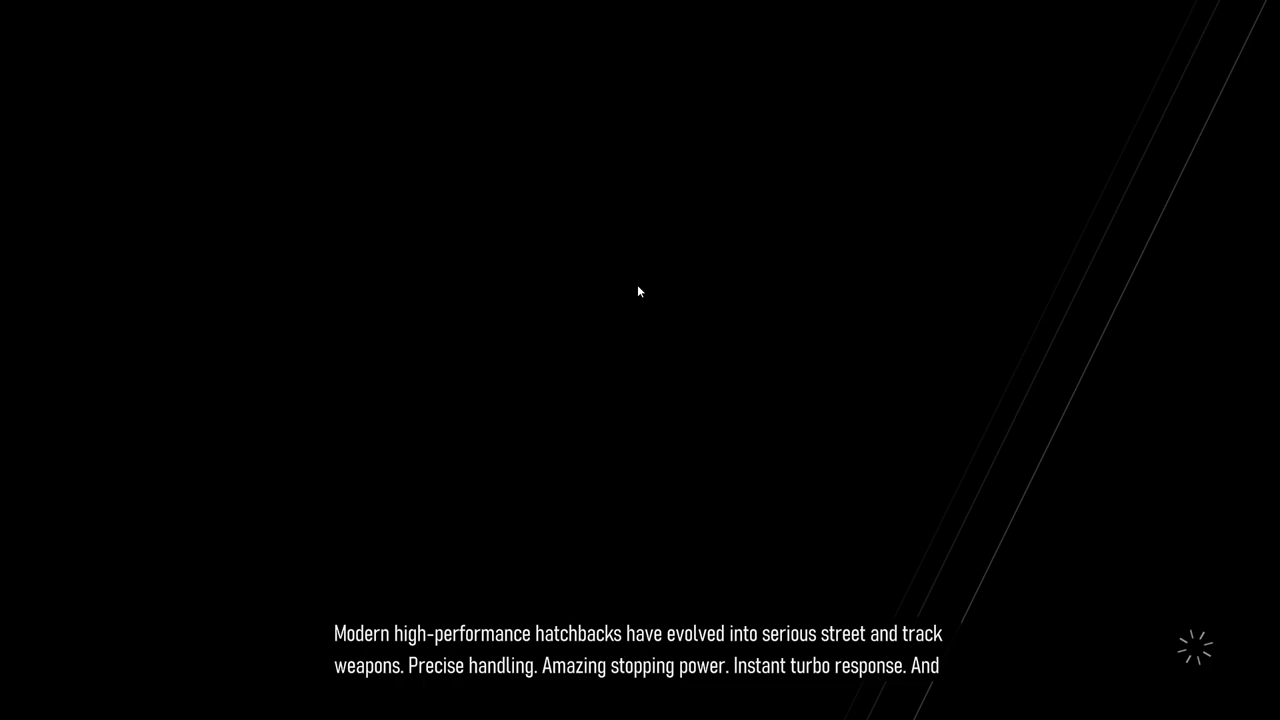 Modern high-performance hatchbacks have evolved into serious street and track
weapons. Precise handling. Amazing stopping power. Instant turbo response. And